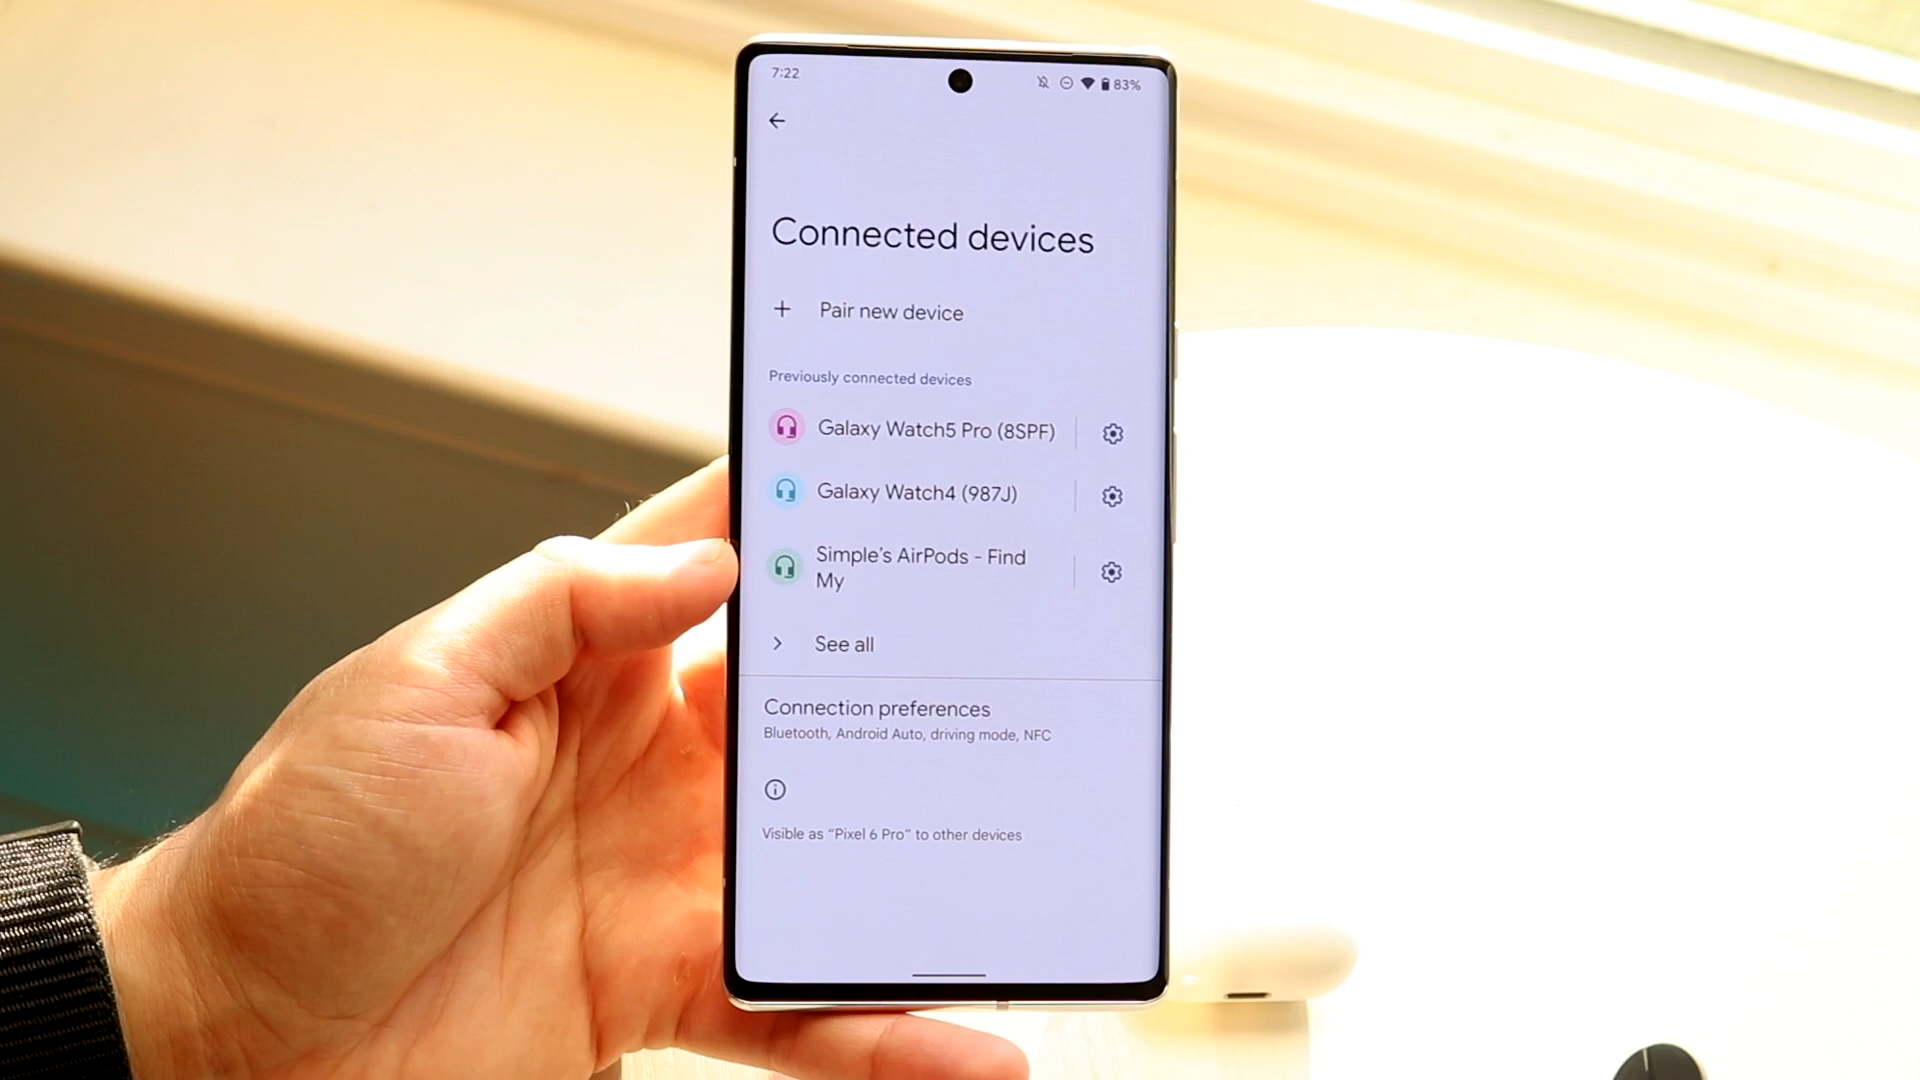 7:22
83%
Connected devices
Pair new device
Previously connected devices
Galaxy Watch5 Pro (8SPF)
Galaxy Watch4 (987J)
Simple's AirPods - Find
My
See all
Connection preferences
Bluetooth, Android Auto, driving mode, NFC
Visible as “Pixel 6 Pro” to other devices